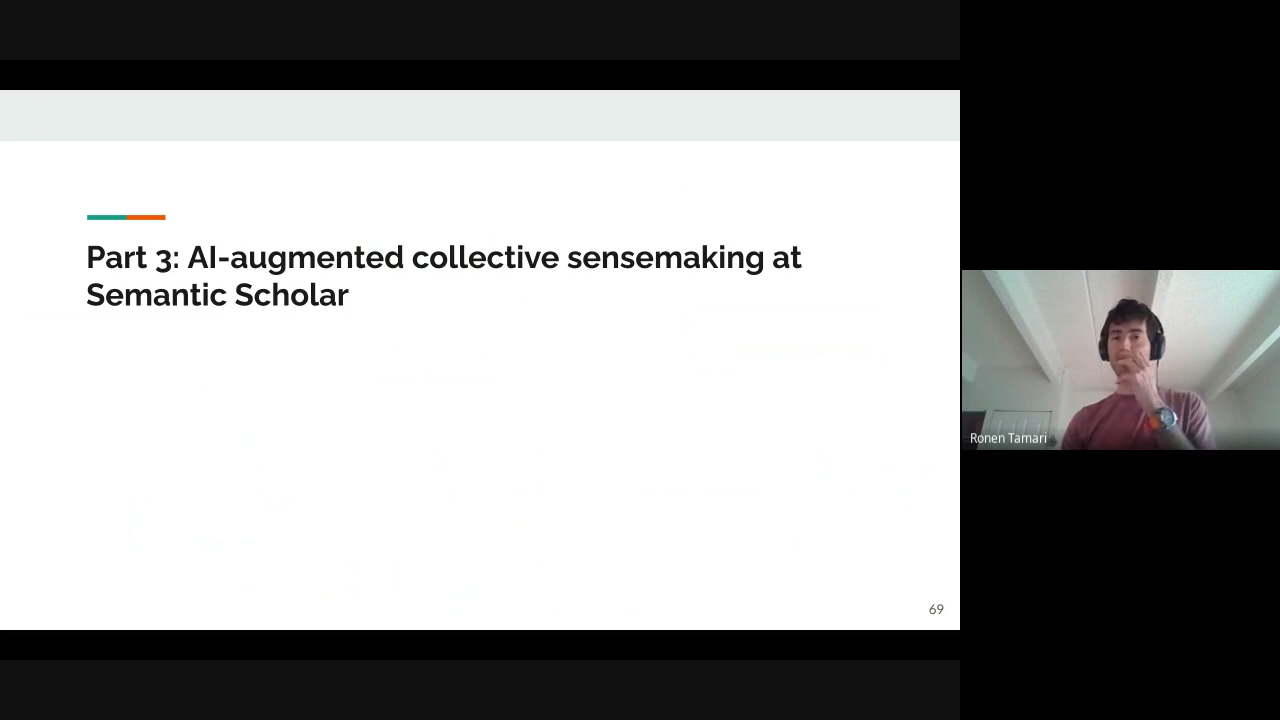 Part 3: AI-augmented collective sensemaking at
Semantic Scholar
69
Ronen Tamari